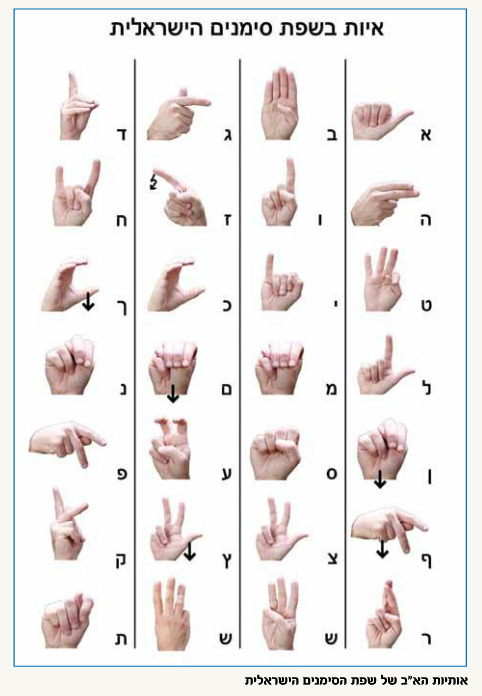 איות בשפת סימנים הישראלית
א ב ג ד
ה ו ז ח
ט י כ ך
ל מ ם נ
ן ס ע פ
ף צ ץ ק
ר ש ש ת
אותיות הא"ב של שפת הסימנים הישראלית